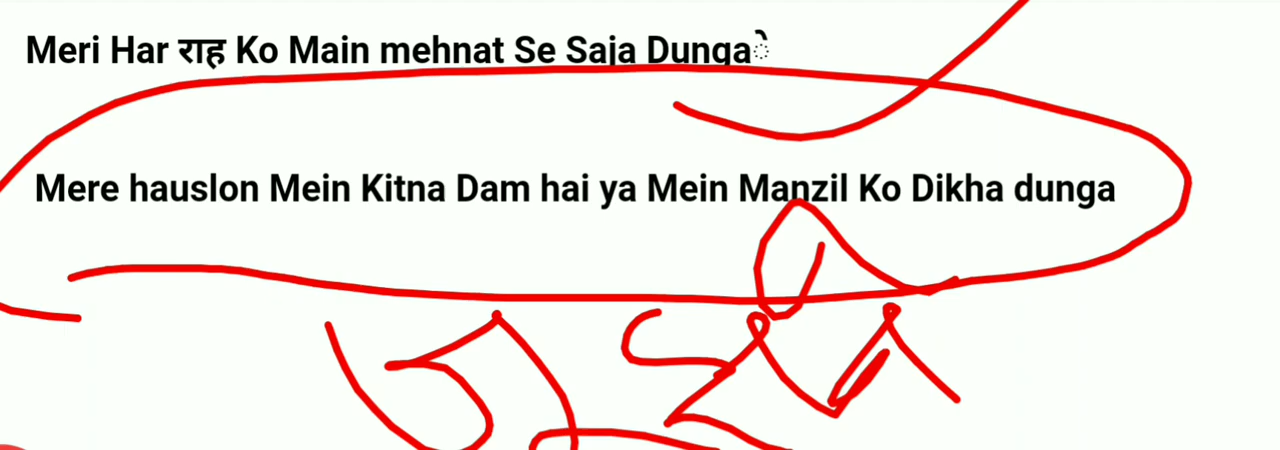 Meri Har राह Ko Main mehnat Se Saja Dungaे
Mere hauslon Mein Kitna Dam hai ya Mein Manzil Ko Dikha dunga